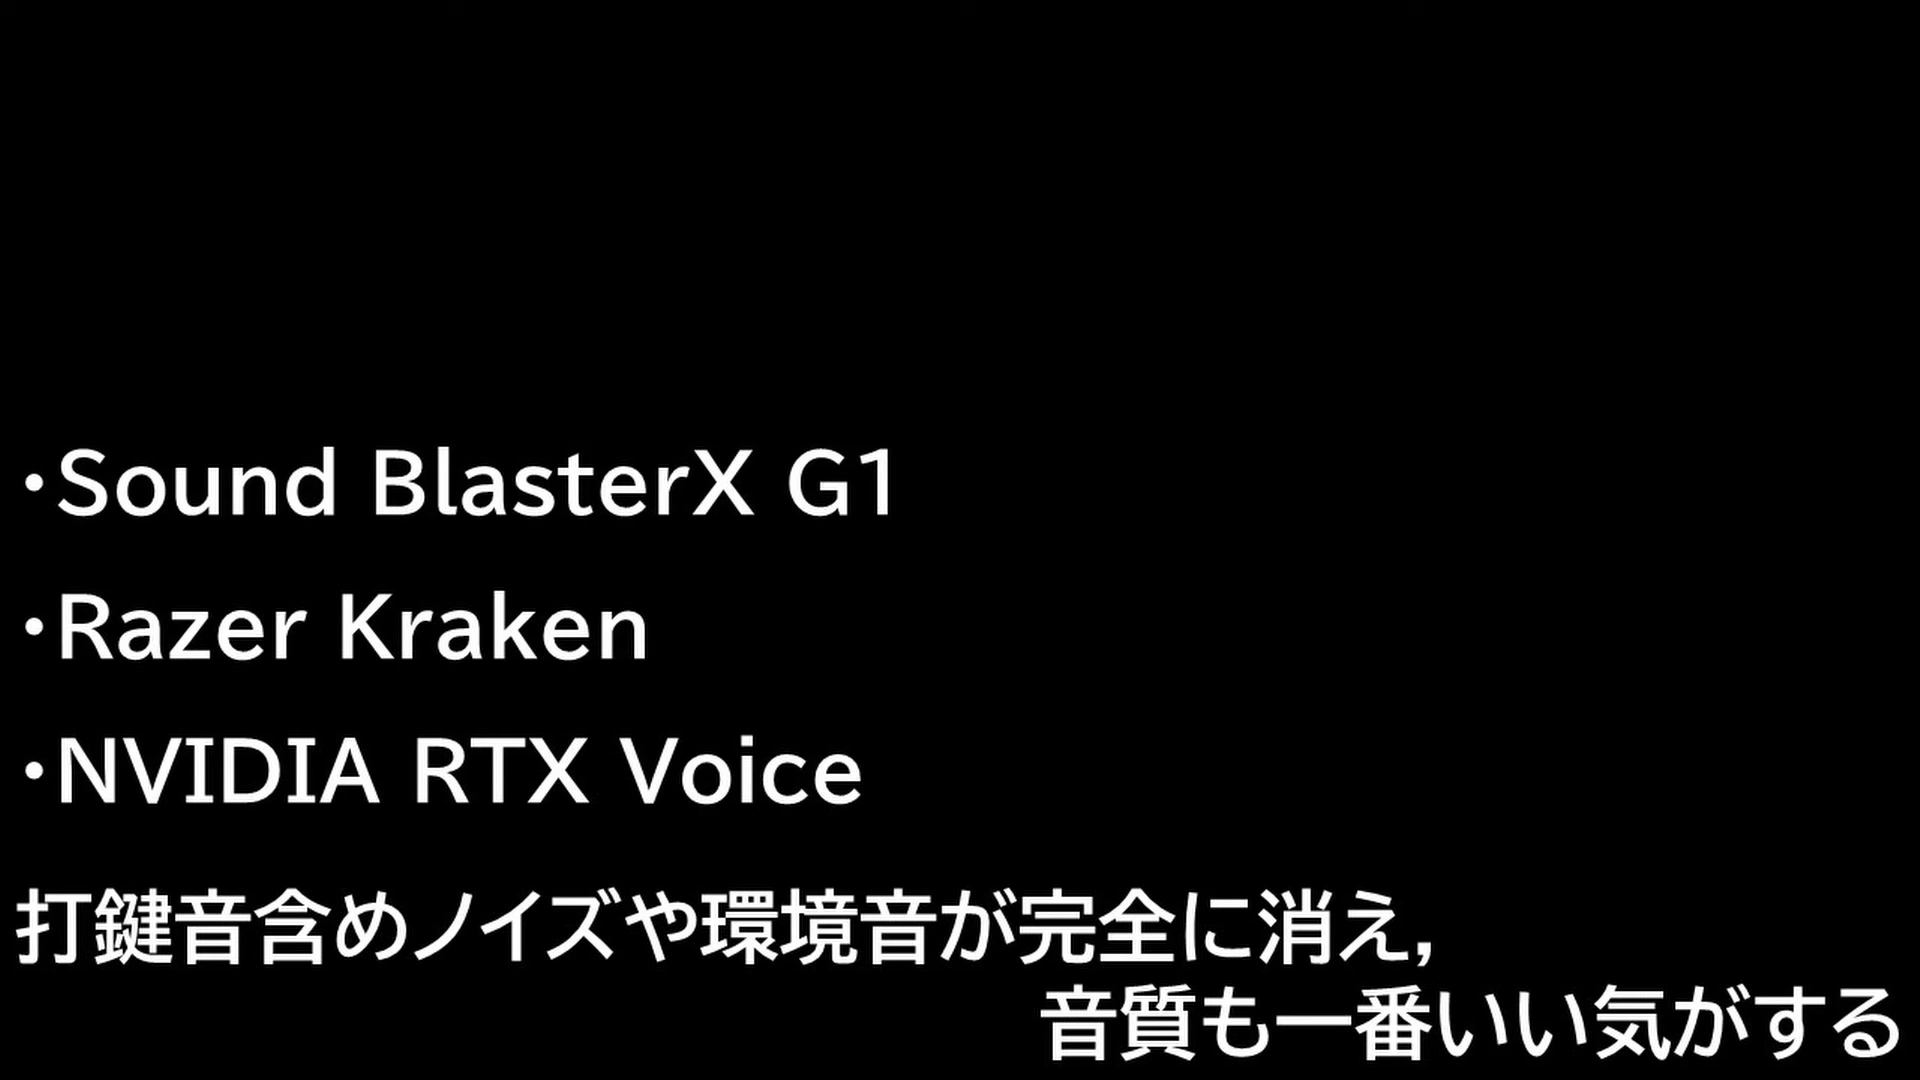 ・Sound BlasterX G1
・Razer Kraken
・NVIDIA RTX Voice
打鍵音含めノイズや環境音が完全に消え,
音質も一番いい気がする